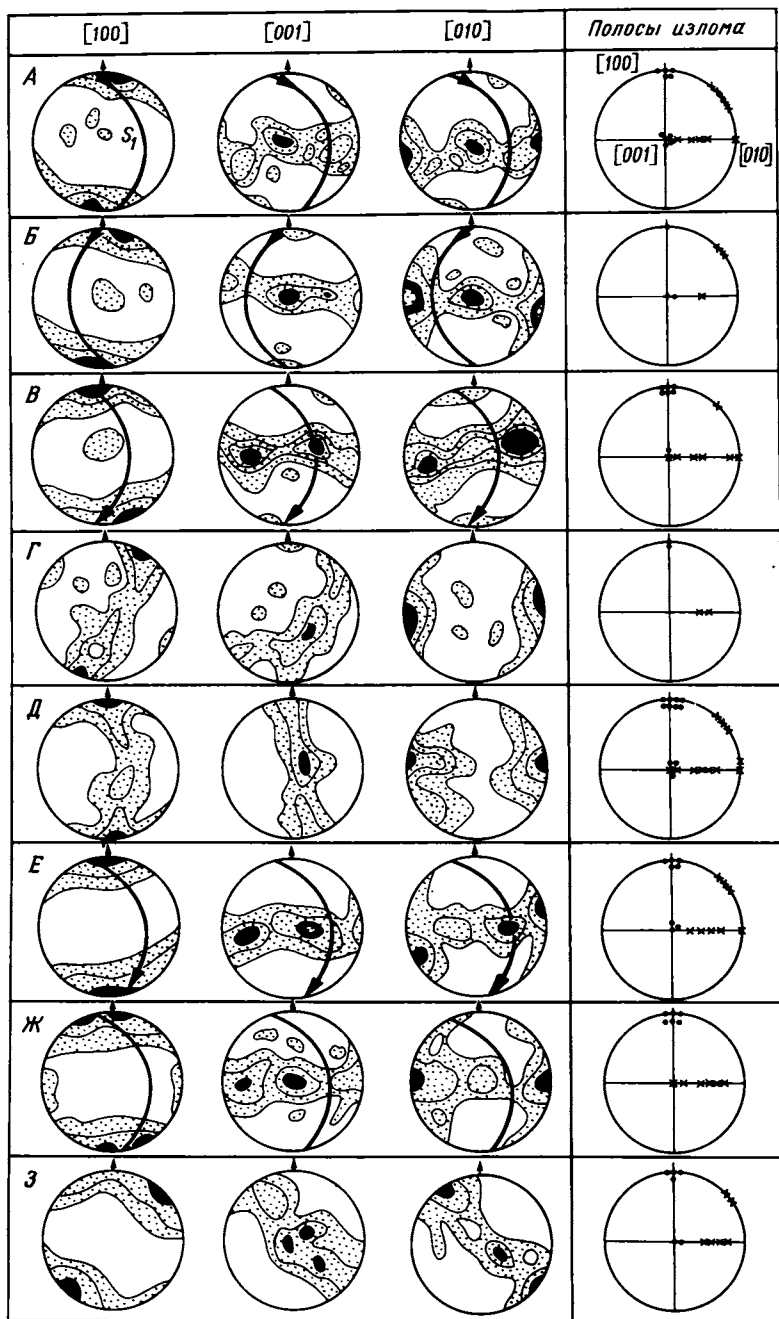 [100] [001] [010] Полосы излома
А S₁ [100] [001] [010]
Б
В
Г
Д
Е
Ж
З